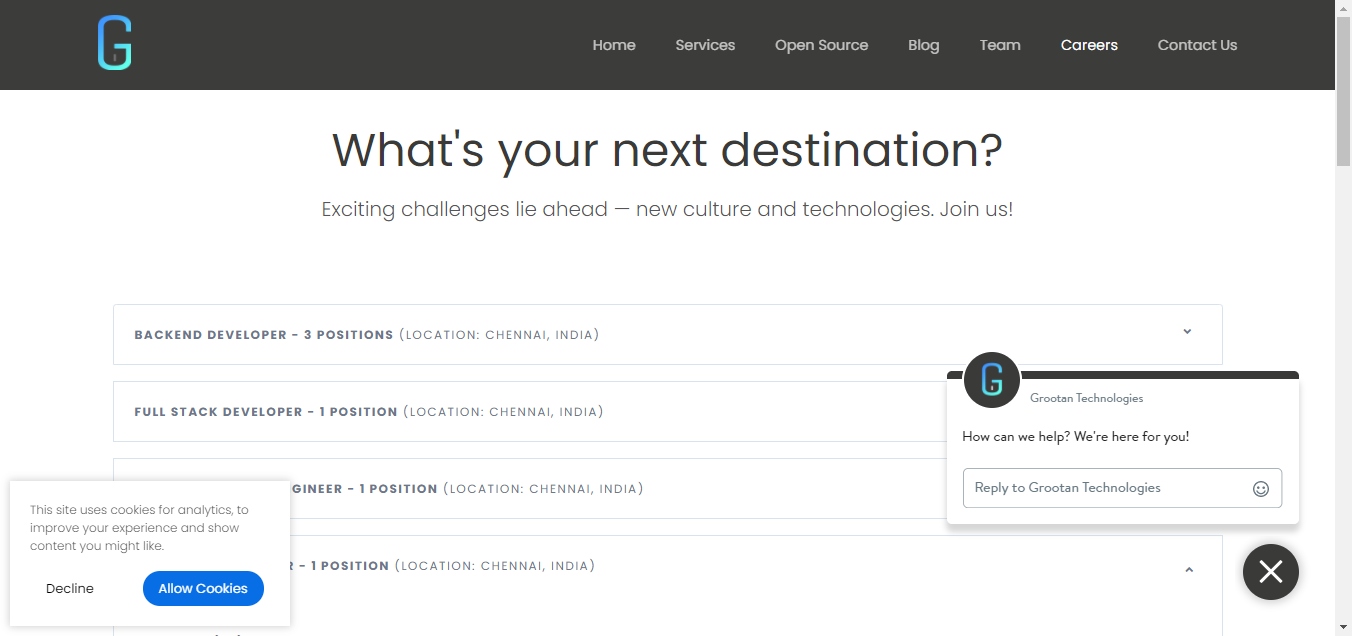 Home Services Open Source Blog Team Careers Contact Us
What's your next destination?
Exciting challenges lie ahead — new culture and technologies. Join us!
BACKEND DEVELOPER - 3 POSITIONS (LOCATION: CHENNAI, INDIA)
FULL STACK DEVELOPER - 1 POSITION (LOCATION: CHENNAI, INDIA)
GINEER - 1 POSITION (LOCATION: CHENNAI, INDIA)
- 1 POSITION (LOCATION: CHENNAI, INDIA)
Grootan Technologies
How can we help? We're here for you!
Reply to Grootan Technologies
This site uses cookies for analytics, to
improve your experience and show
content you might like.
Decline Allow Cookies